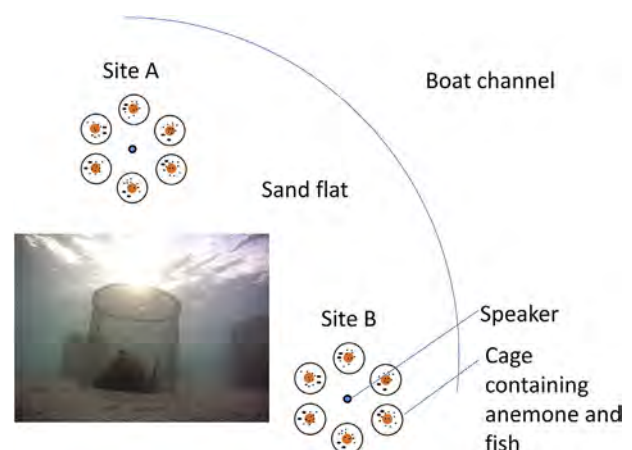 Site A
Boat channel
Sand flat
Site B
Speaker
Cage
containing
anemone and
fish